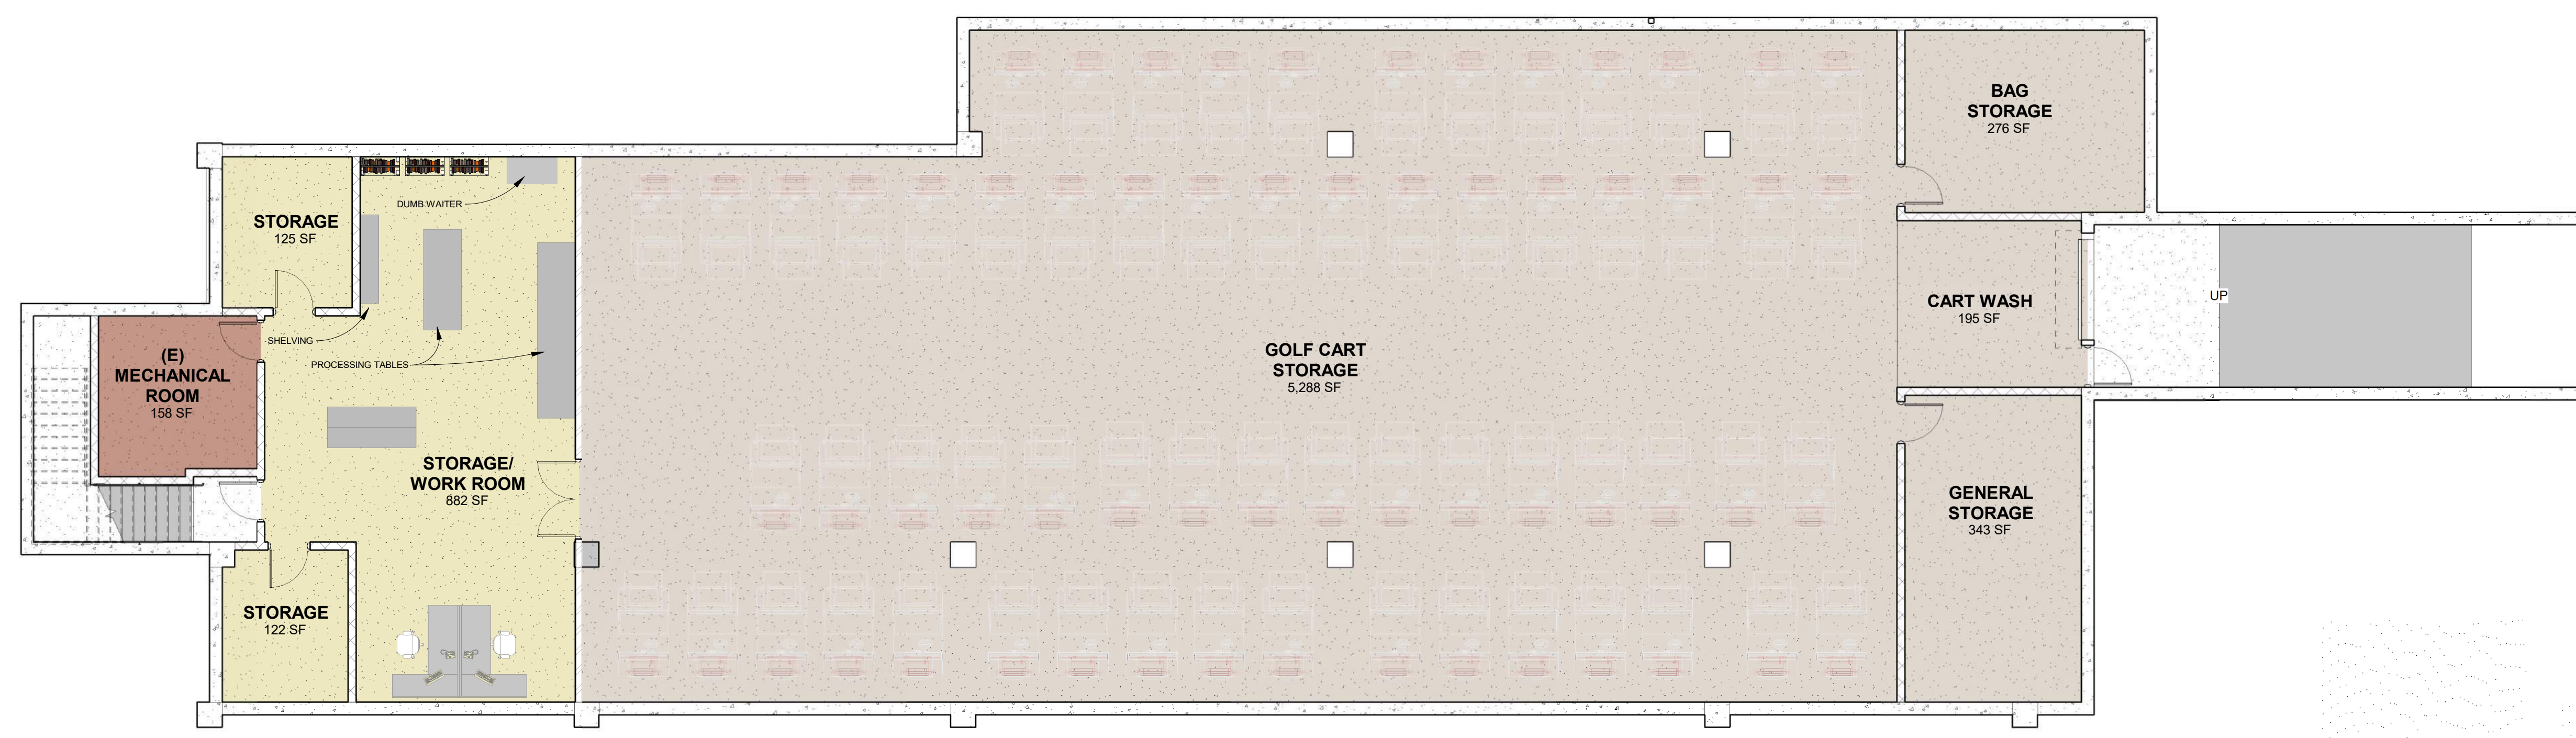 STORAGE
125 SF
DUMB WAITER
SHELVING
PROCESSING TABLES
(E)
MECHANICAL
ROOM
158 SF
STORAGE/
WORK ROOM
882 SF
STORAGE
122 SF
GOLF CART
STORAGE
5,288 SF
BAG
STORAGE
276 SF
CART WASH
195 SF
UP
GENERAL
STORAGE
343 SF